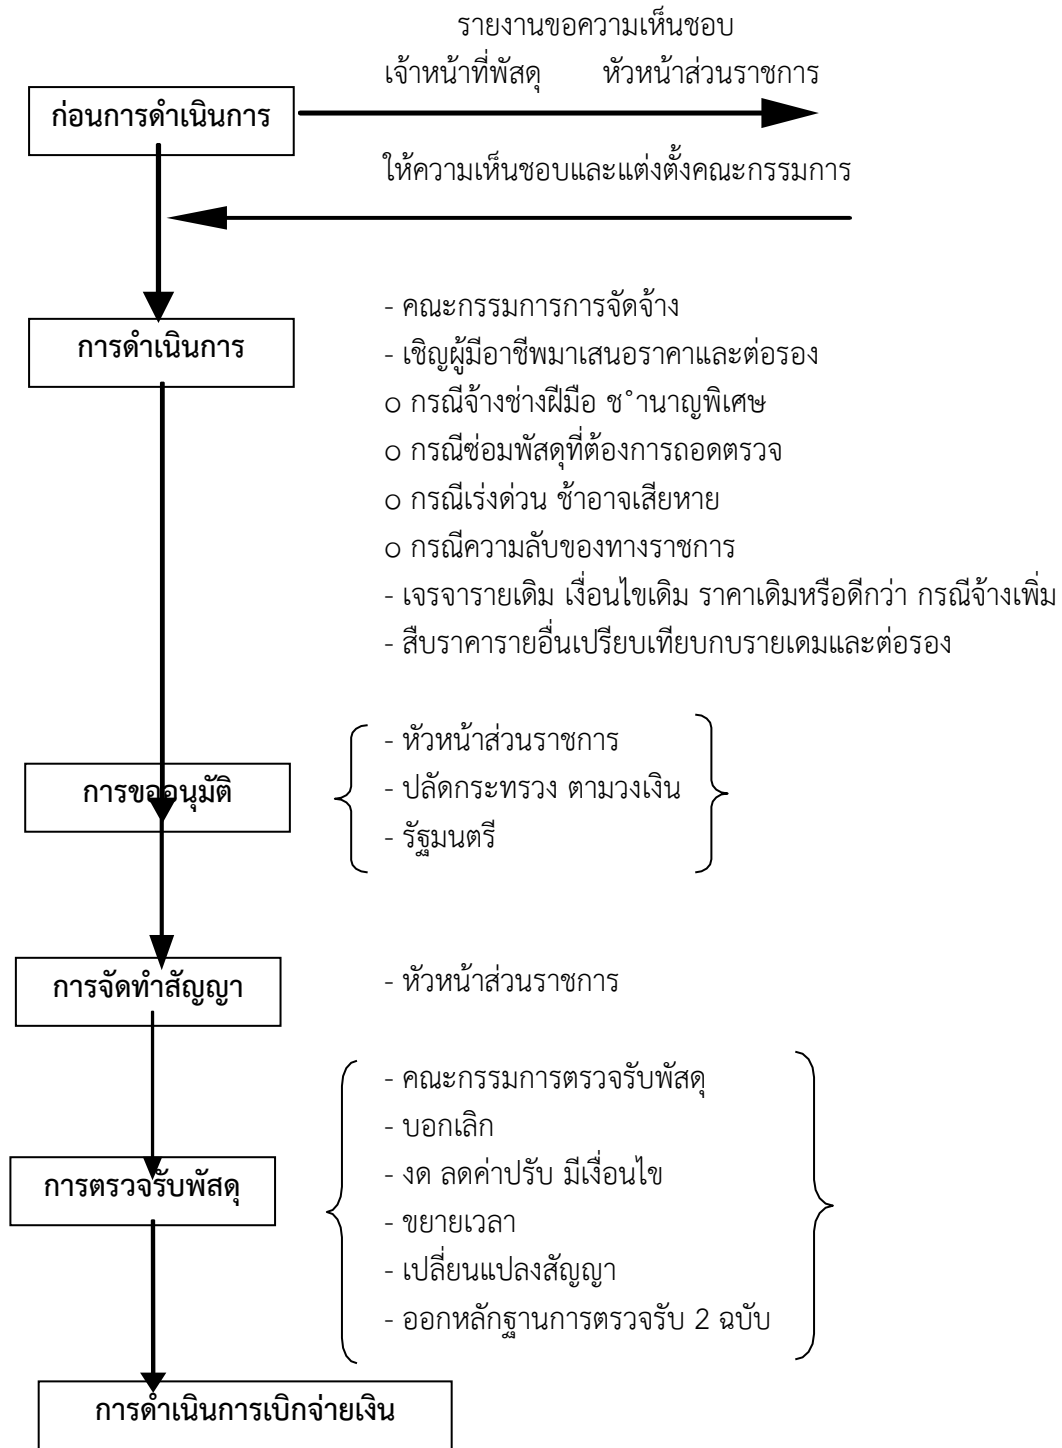 รายงานขอความเห็นชอบ
เจ้าหน้าที่พัสดุ หัวหน้าส่วนราชการ
ก่อนการดำเนินการ
ให้ความเห็นชอบและแต่งตั้งคณะกรรมการ
- คณะกรรมการการจัดจ้าง
การดำเนินการ
- เชิญผู้มีอาชีพมาเสนอราคาและต่อรอง
o กรณีจ้างช่างฝีมือ ช ํานาญพิเศษ
o กรณีซ่อมพัสดุที่ต้องการถอดตรวจ
o กรณีเร่งด่วน ช้าอาจเสียหาย
o กรณีความลับของทางราชการ
- เจรจารายเดิม เงื่อนไขเดิม ราคาเดิมหรือดีกว่า กรณีจ้างเพิ่ม
- สืบราคารายอื่นเปรียบเทียบกบรายเดมและต่อรอง
- หัวหน้าส่วนราชการ
การขออนุมัติ
- ปลัดกระทรวง ตามวงเงิน
- รัฐมนตรี
การจัดทำสัญญา
- หัวหน้าส่วนราชการ
- คณะกรรมการตรวจรับพัสดุ
- บอกเลิก
- งด ลดค่าปรับ มีเงื่อนไข
การตรวจรับพัสดุ
- ขยายเวลา
- เปลี่ยนแปลงสัญญา
- ออกหลักฐานการตรวจรับ 2 ฉบับ
การดำเนินการเบิกจ่ายเงิน